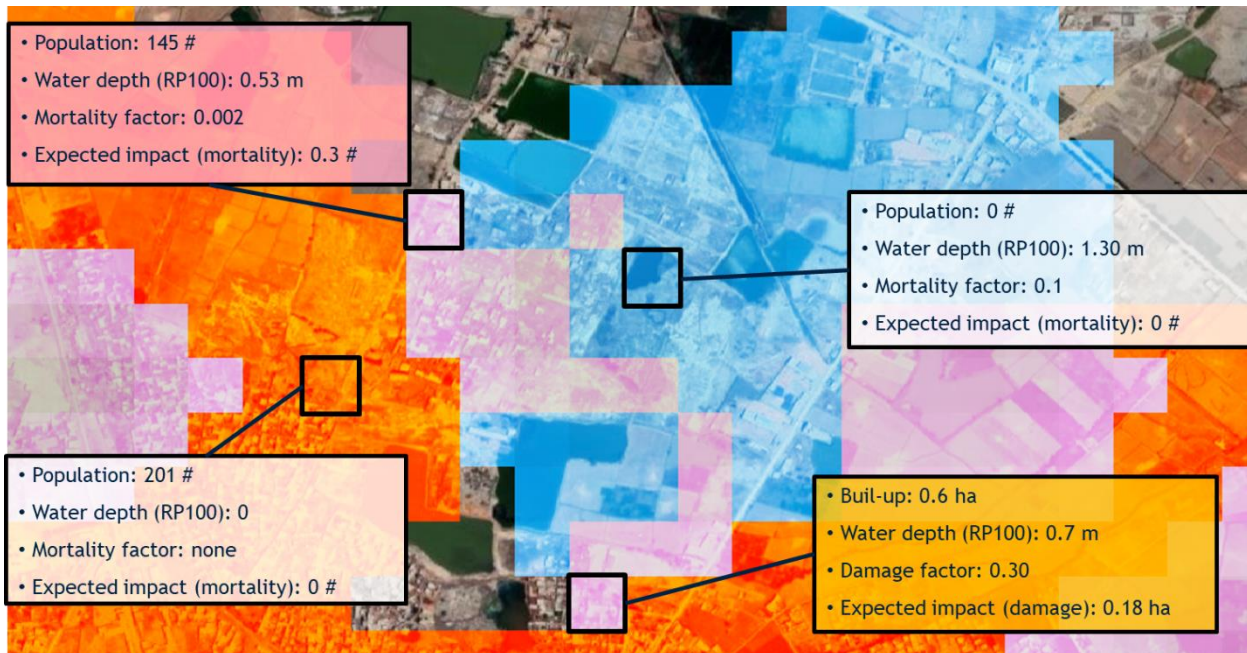 • Population: 145 #
• Water depth (RP100): 0.53 m
• Mortality factor: 0.002
• Expected impact (mortality): 0.3 #
• Population: 0 #
• Water depth (RP100): 1.30 m
• Mortality factor: 0.1
• Expected impact (mortality): 0 #
• Population: 201 #
• Water depth (RP100): 0
• Mortality factor: none
• Expected impact (mortality): 0 #
• Buil-up: 0.6 ha
• Water depth (RP100): 0.7 m
• Damage factor: 0.30
• Expected impact (damage): 0.18 ha